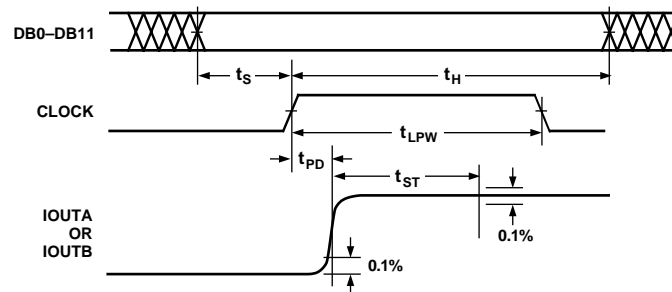 DB0–DB11
tS
tH
CLOCK
tLPW
tPD
tST
IOUTA
OR
IOUTB
0.1%
0.1%